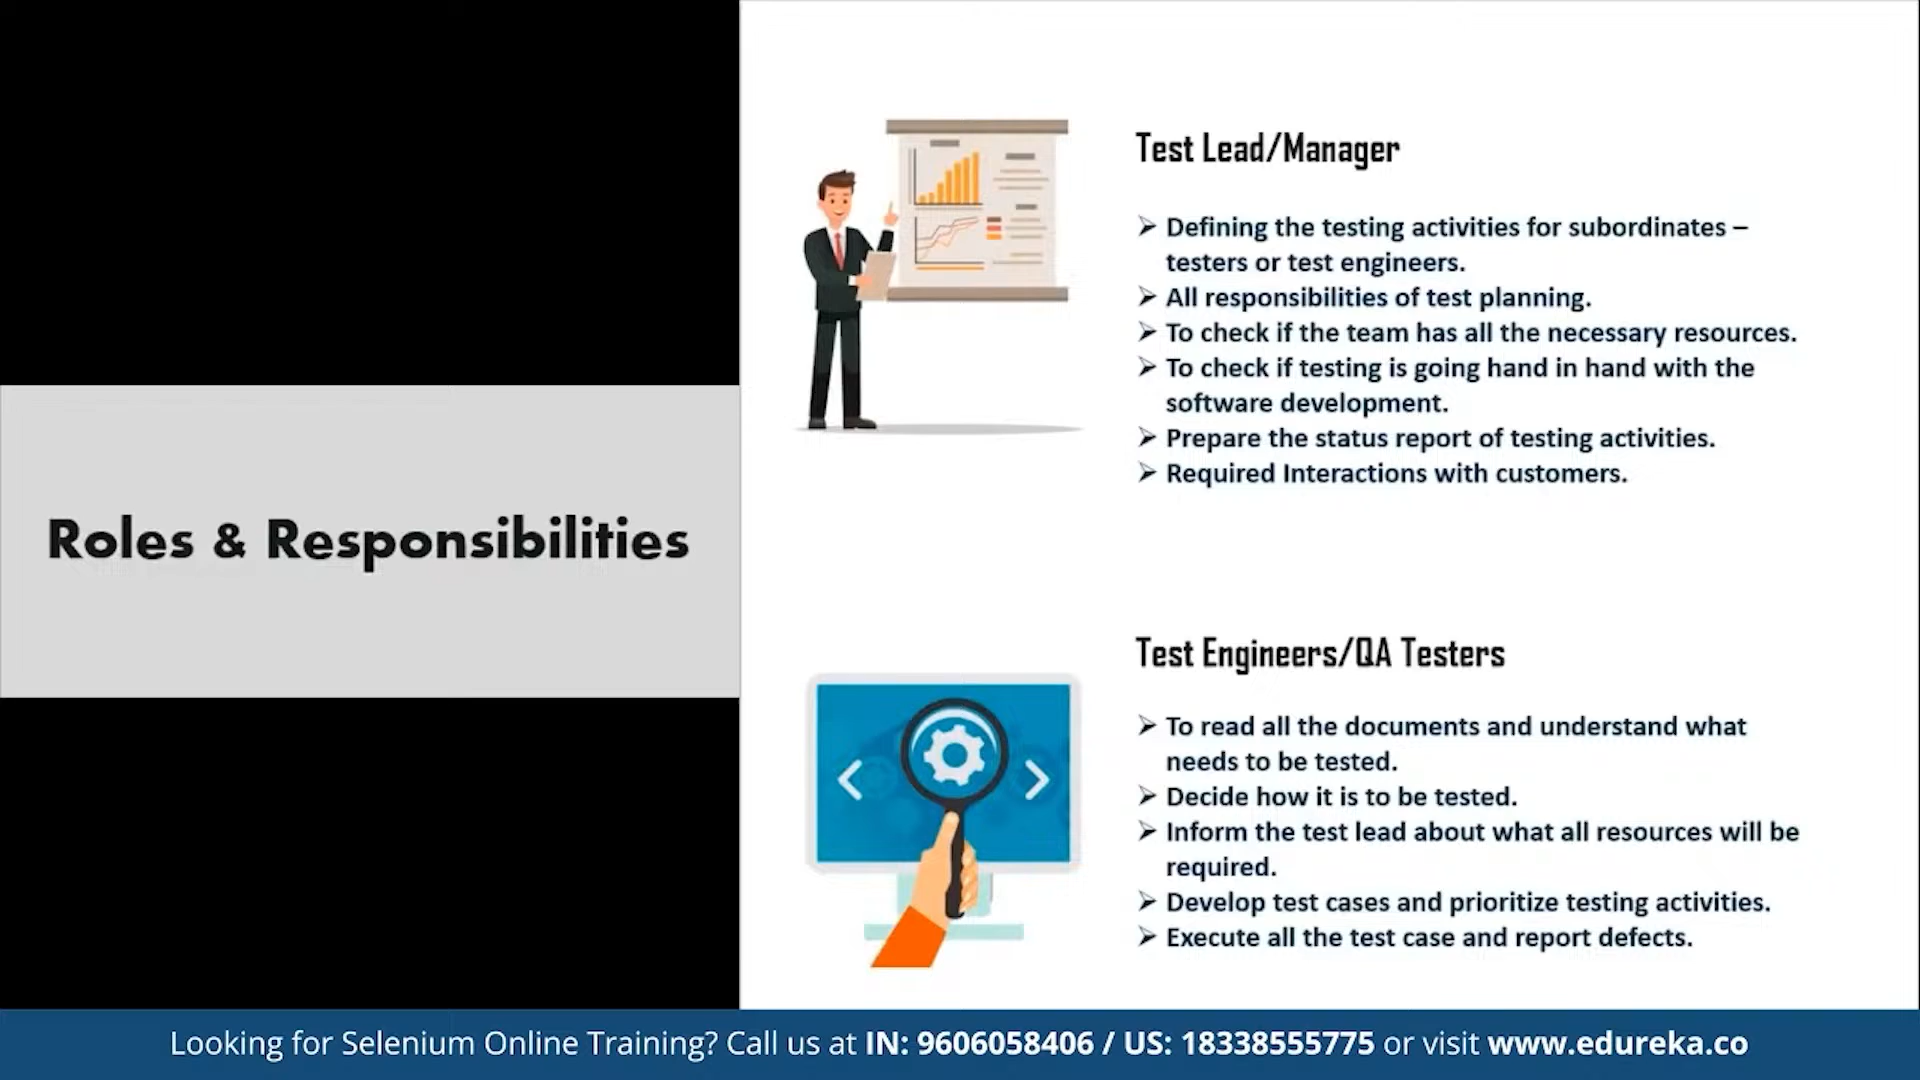 Roles & Responsibilities
Test Lead/Manager
➢ Defining the testing activities for subordinates –
testers or test engineers.
➢ All responsibilities of test planning.
➢ To check if the team has all the necessary resources.
➢ To check if testing is going hand in hand with the
software development.
➢ Prepare the status report of testing activities.
➢ Required Interactions with customers.
Test Engineers/QA Testers
➢ To read all the documents and understand what
needs to be tested.
➢ Decide how it is to be tested.
➢ Inform the test lead about what all resources will be
required.
➢ Develop test cases and prioritize testing activities.
➢ Execute all the test case and report defects.
Looking for Selenium Online Training? Call us at IN: 9606058406 / US: 18338555775 or visit www.edureka.co